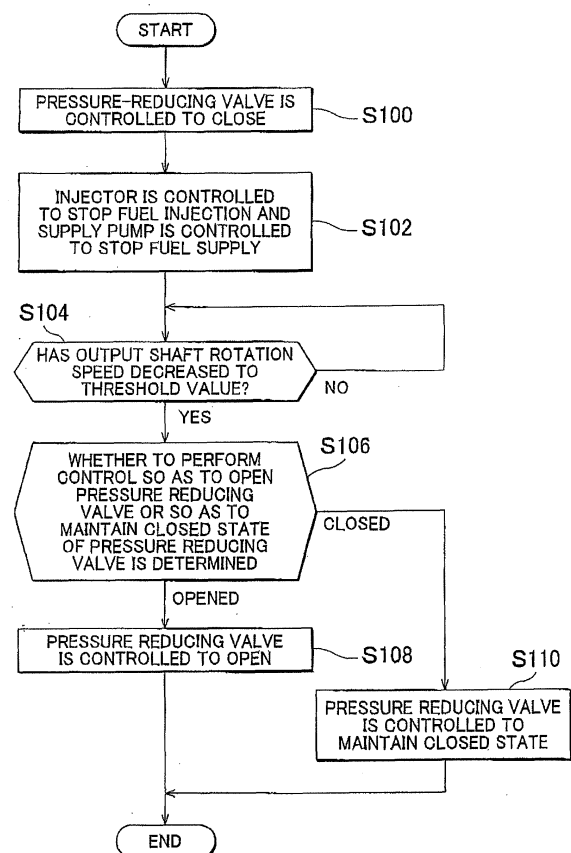 START
PRESSURE-REDUCING VALVE IS
CONTROLLED TO CLOSE
S100
INJECTOR IS CONTROLLED
TO STOP FUEL INJECTION AND
SUPPLY PUMP IS CONTROLLED
TO STOP FUEL SUPPLY
S102
S104
HAS OUTPUT SHAFT ROTATION
SPEED DECREASED TO
THRESHOLD VALUE?
NO
YES
S106
WHETHER TO PERFORM
CONTROL SO AS TO OPEN
PRESSURE REDUCING
VALVE OR SO AS TO
MAINTAIN CLOSED STATE
OF PRESSURE REDUCING
VALVE IS DETERMINED
CLOSED
OPENED
PRESSURE REDUCING VALVE
IS CONTROLLED TO OPEN
S108
S110
PRESSURE REDUCING VALVE
IS CONTROLLED TO
MAINTAIN CLOSED STATE
END